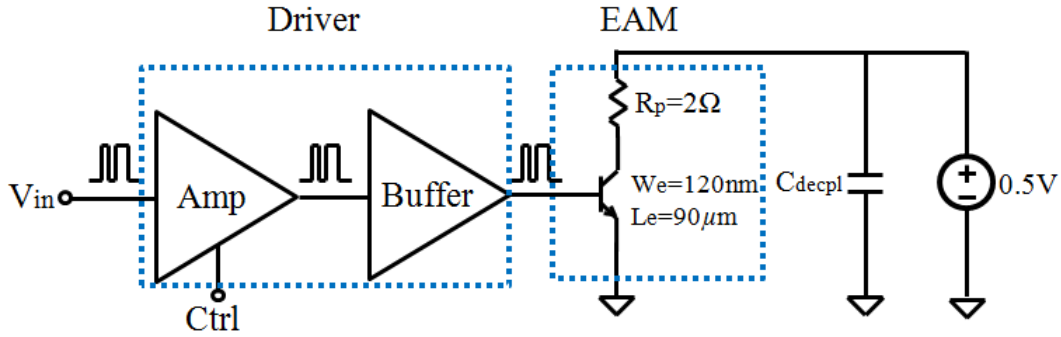 Driver
EAM
Rp=2Ω
Vin
Amp
Buffer
We=120nm
Le=90μm
Cdecpl
0.5V
Ctrl